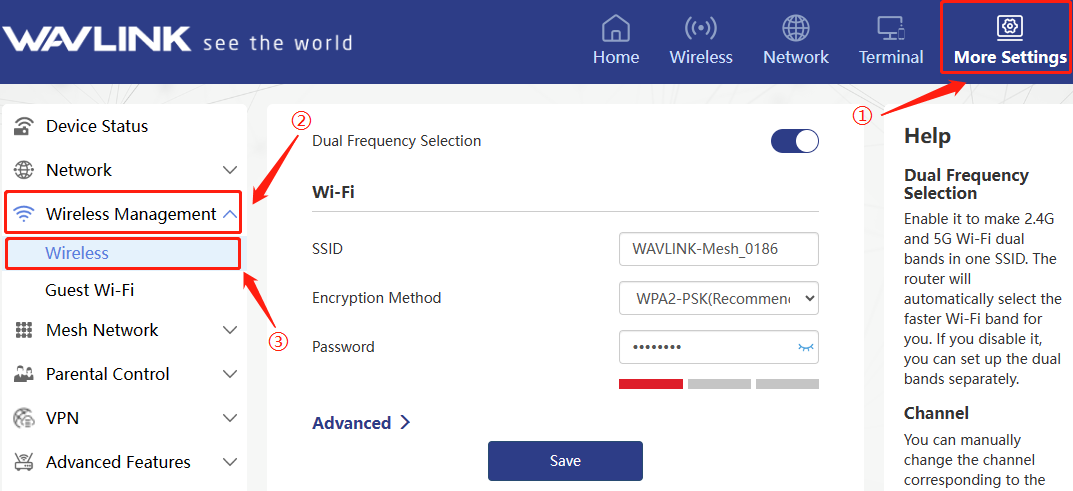 WAVLINK see the world
Home
Wireless
Network
Terminal
More Settings
①
Device Status
Network
Wireless Management
Wireless
Guest Wi-Fi
Mesh Network
Parental Control
VPN
Advanced Features
②
③
Dual Frequency Selection
Wi-Fi
SSID
WAVLINK-Mesh_0186
Encryption Method
WPA2-PSK(Recommen
Password
••••••••
Advanced
Save
Help
Dual Frequency
Selection
Enable it to make 2.4G
and 5G Wi-Fi dual
bands in one SSID. The
router will
automatically select the
faster Wi-Fi band for
you. If you disable it,
you can set up the dual
bands separately.
Channel
You can manually
change the channel
corresponding to the